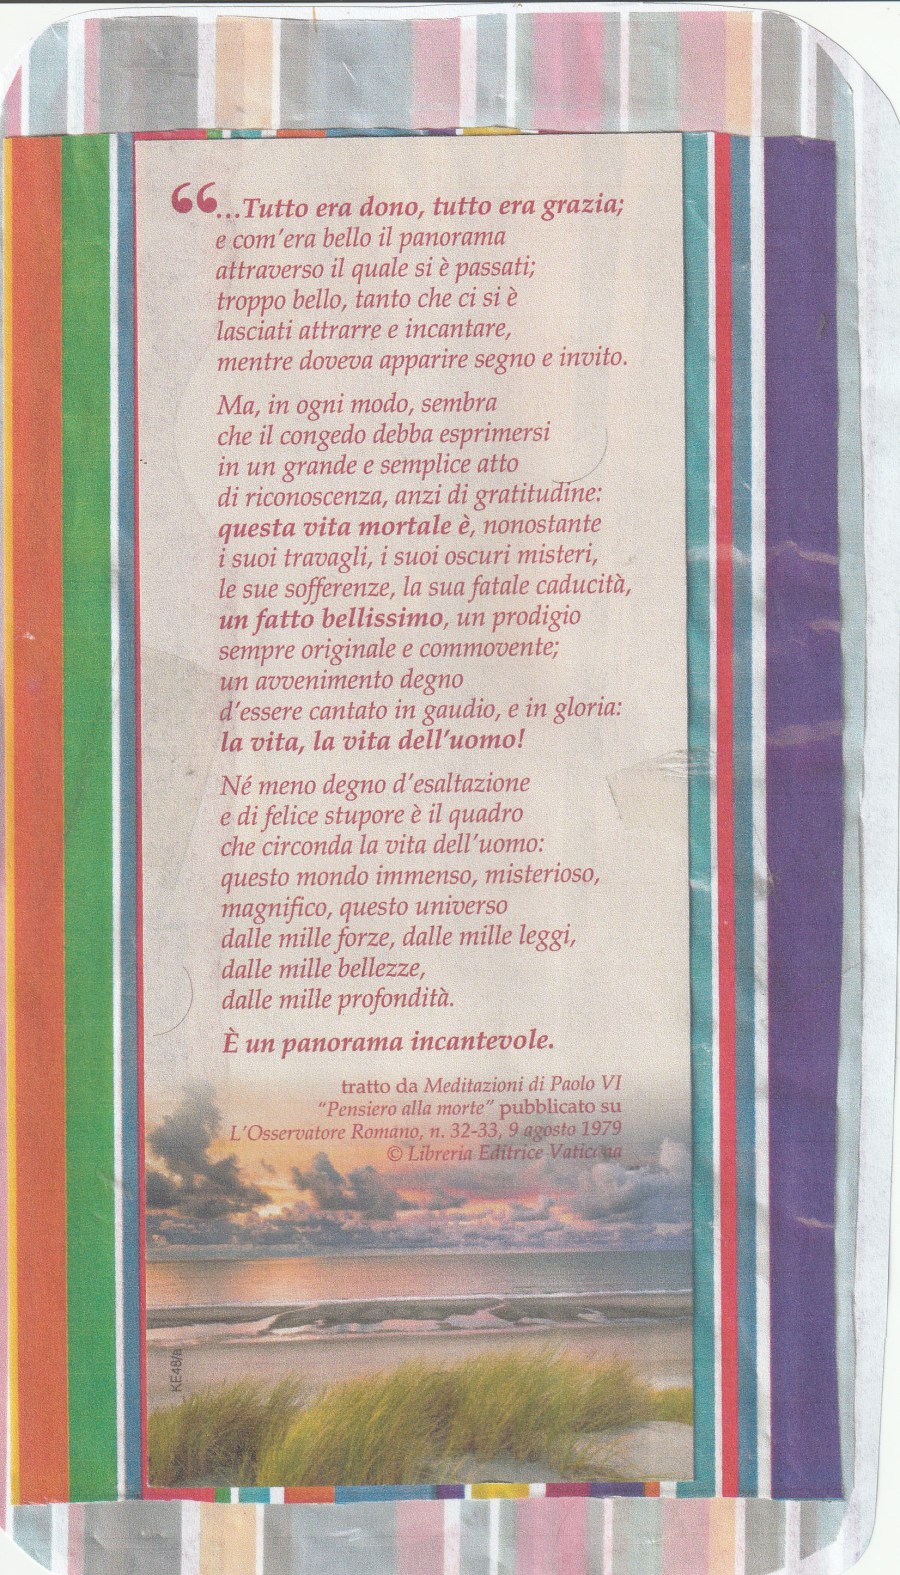 “…Tutto era dono, tutto era grazia;
e com’era bello il panorama
attraverso il quale si è passati;
troppo bello, tanto che ci si è
lasciati attrarre e incantare,
mentre doveva apparire segno e invito.
Ma, in ogni modo, sembra
che il congedo debba esprimersi
in un grande e semplice atto
di riconoscenza, anzi di gratitudine:
questa vita mortale è, nonostante
i suoi travagli, i suoi oscuri misteri,
le sue sofferenze, la sua fatale caducità,
un fatto bellissimo, un prodigio
sempre originale e commovente;
un avvenimento degno
d’essere cantato in gaudio, e in gloria:
la vita, la vita dell’uomo!
Né meno degno d’esaltazione
e di felice stupore è il quadro
che circonda la vita dell’uomo:
questo mondo immenso, misterioso,
magnifico, questo universo
dalle mille forze, dalle mille leggi,
dalle mille bellezze,
dalle mille profondità.
È un panorama incantevole.
tratto da Meditazioni di Paolo VI
“Pensiero alla morte” pubblicato su
L’Osservatore Romano, n. 32-33, 9 agosto 1979
© Libreria Editrice Vaticana
KE48/a